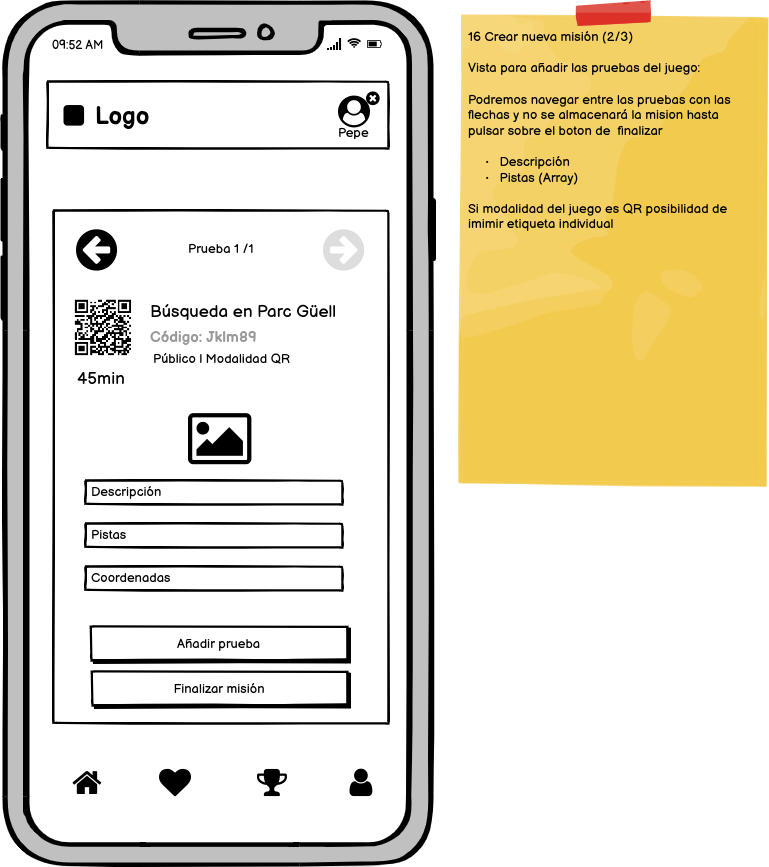 09:52 AM
Logo
Pepe
Prueba 1 /1
Búsqueda en Parc Güell
Código: Jklm89
Público | Modalidad QR
45min
Descripción
Pistas
Coordenadas
Añadir prueba
Finalizar misión
16 Crear nueva misión (2/3)
Vista para añadir las pruebas del juego:
Podremos navegar entre las pruebas con las
flechas y no se almacenará la mision hasta
pulsar sobre el boton de finalizar
· Descripción
· Pistas (Array)
Si modalidad del juego es QR posibilidad de
imimir etiqueta individual